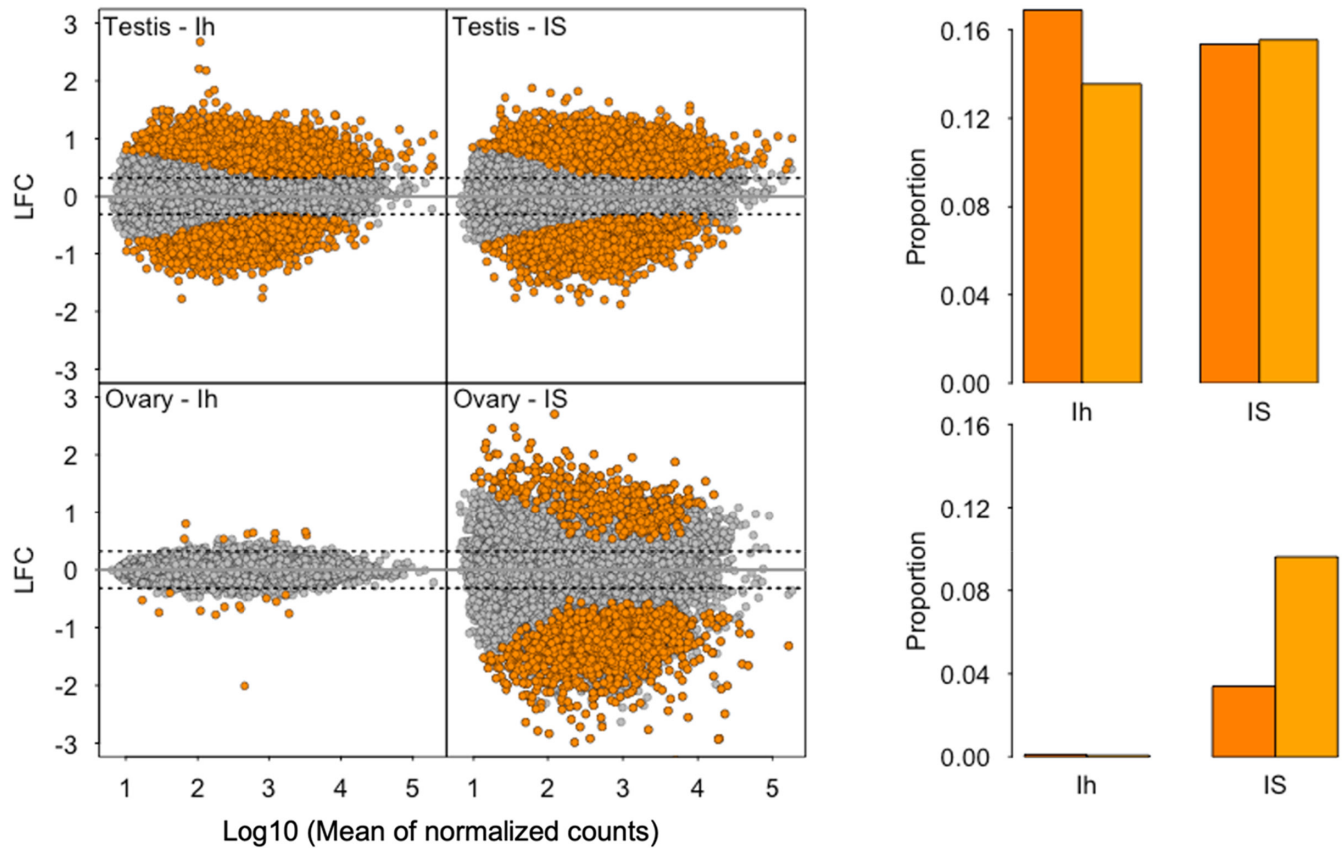 Testis - Ih
Testis - IS
3
2
1
0
-1
-2
-3
LFC
Ovary - Ih
Ovary - IS
3
2
1
0
-1
-2
-3
LFC
1 2 3 4 5 1 2 3 4 5
Log10 (Mean of normalized counts)
0.16
0.12
0.08
0.04
0.00
Proportion
Ih IS
0.16
0.12
0.08
0.04
0.00
Proportion
Ih IS